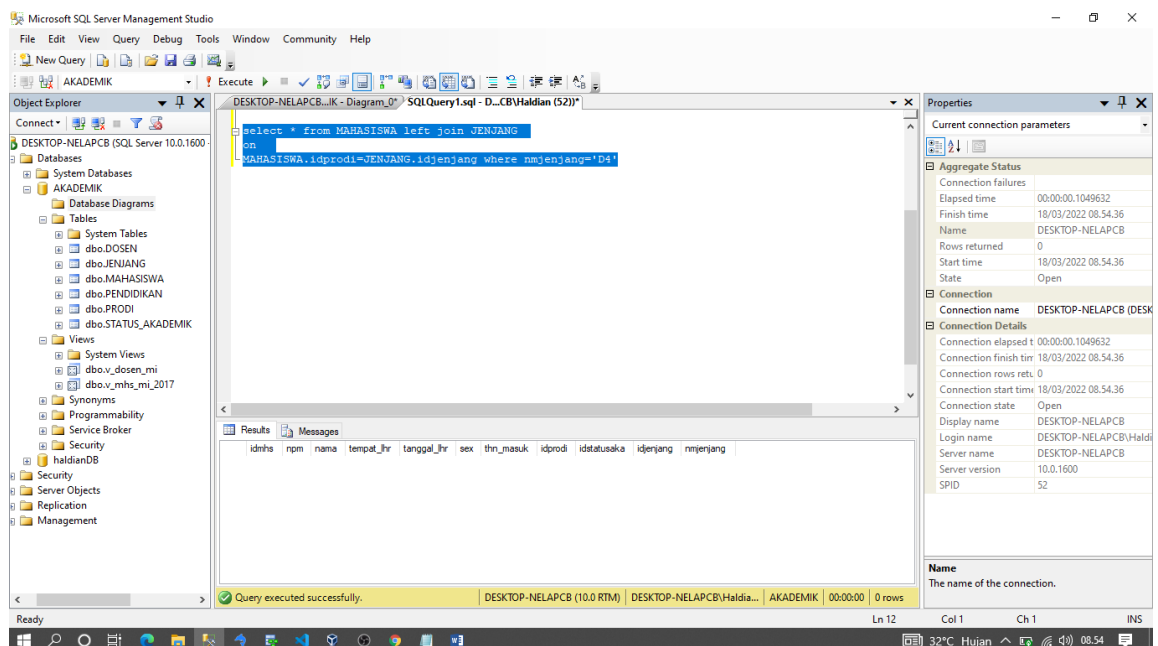 Microsoft SQL Server Management Studio
File Edit View Query Debug Tools Window Community Help
New Query
AKADEMIK Execute
Object Explorer
Connect
DESKTOP-NELAPCB (SQL Server 10.0.1600 -
Databases
System Databases
AKADEMIK
Database Diagrams
Tables
System Tables
dbo.DOSEN
dbo.JENJANG
dbo.MAHASISWA
dbo.PENDIDIKAN
dbo.PRODI
dbo.STATUS_AKADEMIK
Views
System Views
dbo.v_dosen_mi
dbo.v_mhs_mi_2017
Synonyms
Programmability
Service Broker
Security
haldianDB
Security
Server Objects
Replication
Management
DESKTOP-NELAPCB...IK - Diagram_0* SQLQuery1.sql - D...CB\Haldian (52))*
select * from MAHASISWA left join JENJANG
on
MAHASISWA.idprodi=JENJANG.idjenjang where nmjenjang='D4'
Results Messages
idmhs npm nama tempat_lhr tanggal_lhr sex thn_masuk idprodi idstatusaka idjenjang nmjenjang
Query executed successfully. DESKTOP-NELAPCB (10.0 RTM) DESKTOP-NELAPCB\Haldia... AKADEMIK 00:00:00 0 rows
Properties
Current connection parameters
Aggregate Status
Connection failures
Elapsed time 00:00:00.1049632
Finish time 18/03/2022 08.54.36
Name DESKTOP-NELAPCB
Rows returned 0
Start time 18/03/2022 08.54.36
State Open
Connection
Connection name DESKTOP-NELAPCB (DESK
Connection Details
Connection elapsed t 00:00:00.1049632
Connection finish tim 18/03/2022 08.54.36
Connection rows retu 0
Connection start time 18/03/2022 08.54.36
Connection state Open
Display name DESKTOP-NELAPCB
Login name DESKTOP-NELAPCB\Haldi
Server name DESKTOP-NELAPCB
Server version 10.0.1600
SPID 52
Name
The name of the connection.
Ready Ln 12 Col 1 Ch 1 INS
32°C Hujan 08.54